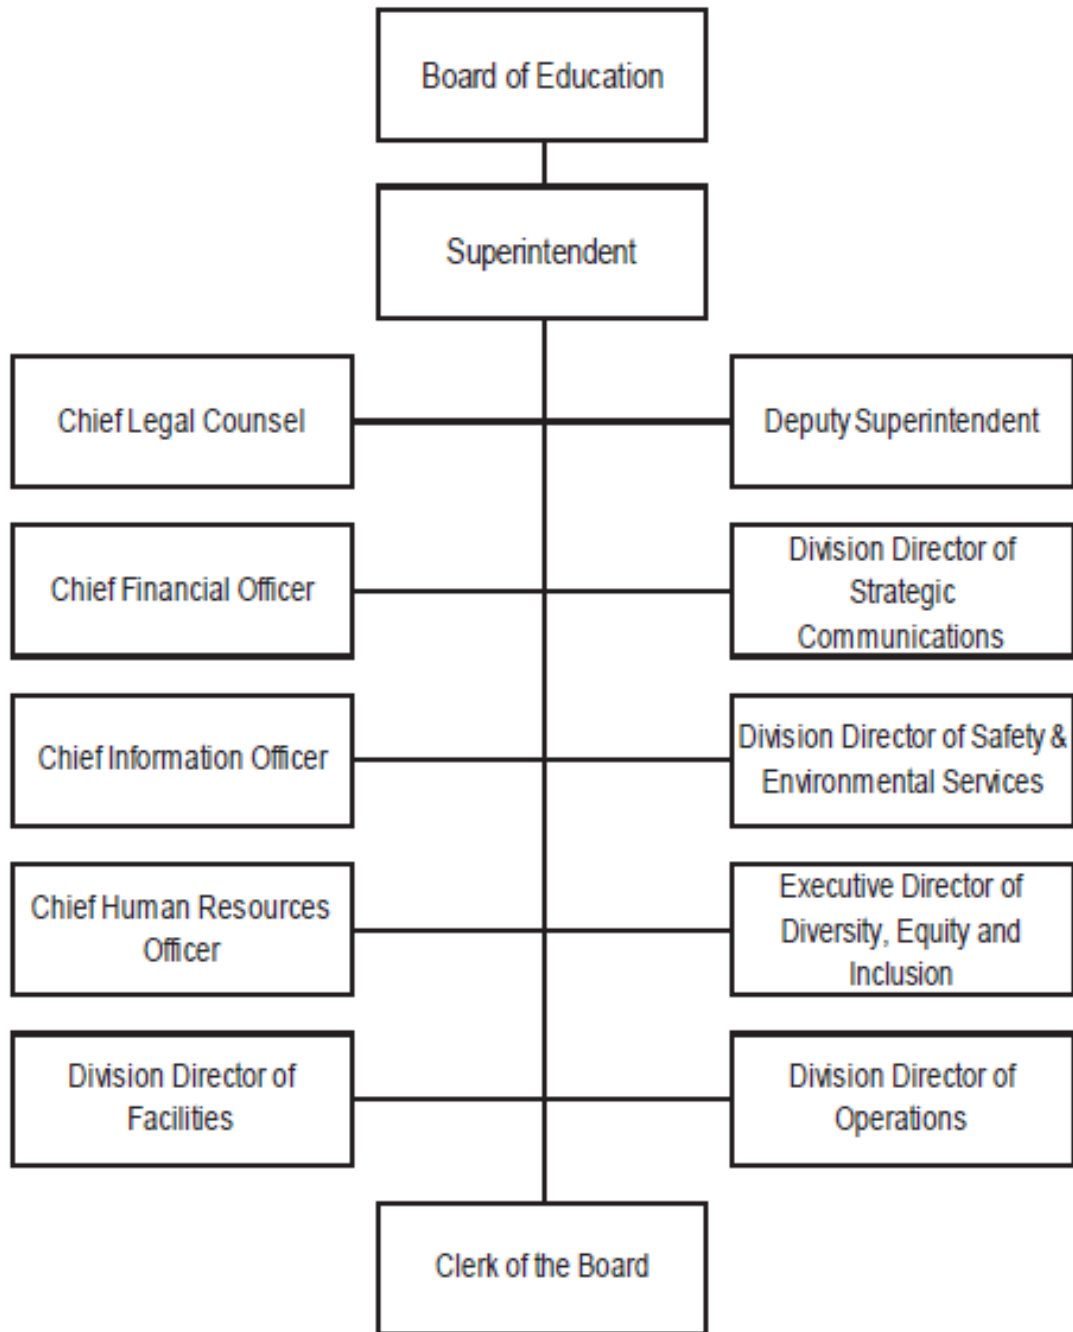 Board of Education
Superintendent
Chief Legal Counsel
Deputy Superintendent
Chief Financial Officer
Division Director of
Strategic
Communications
Chief Information Officer
Division Director of Safety &
Environmental Services
Chief Human Resources
Officer
Executive Director of
Diversity, Equity and
Inclusion
Division Director of
Facilities
Division Director of
Operations
Clerk of the Board